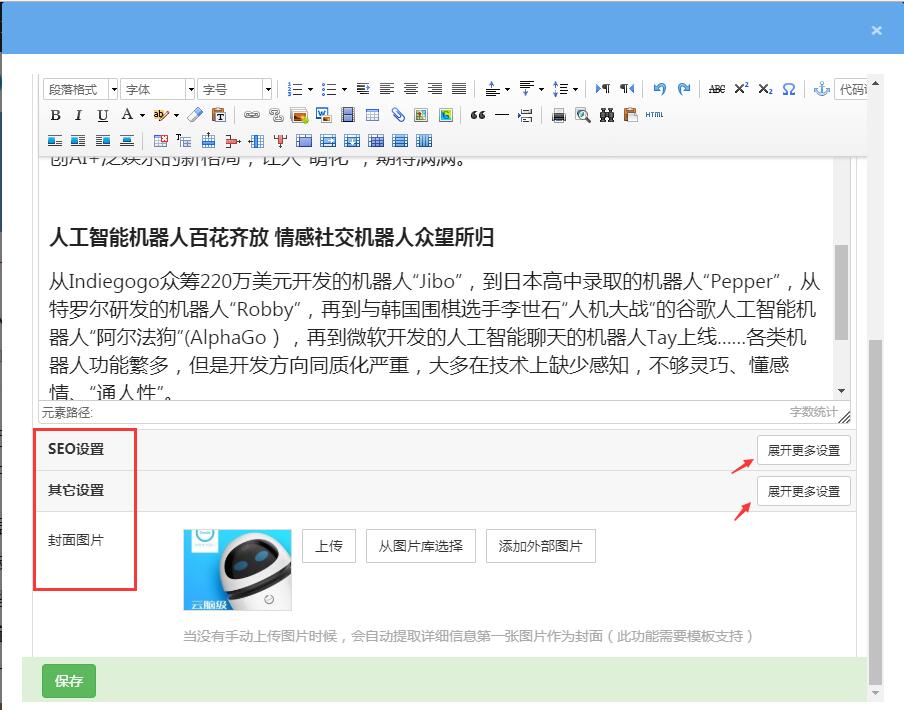 ×
段落格式 字体 字号 ABC X² X₂ Ω 代码
B I U A ab T HTML
创AI+泛娱乐的新格局，让人“萌化”，期待满满。
人工智能机器人百花齐放 情感社交机器人众望所归
从Indiegogo众筹220万美元开发的机器人“Jibo”，到日本高中录取的机器人“Pepper”，从
特罗尔研发的机器人“Robby”，再到与韩国围棋选手李世石“人机大战”的谷歌人工智能机
器人“阿尔法狗”(AlphaGo），再到微软开发的人工智能聊天的机器人Tay上线……各类机
器人功能繁多，但是开发方向同质化严重，大多在技术上缺少感知，不够灵巧、懂感
情、“通人性”。
元素路径: 字数统计
SEO设置 展开更多设置
其它设置 展开更多设置
封面图片 上传 从图片库选择 添加外部图片
云脑级
当没有手动上传图片时候，会自动提取详细信息第一张图片作为封面（此功能需要模板支持）
保存